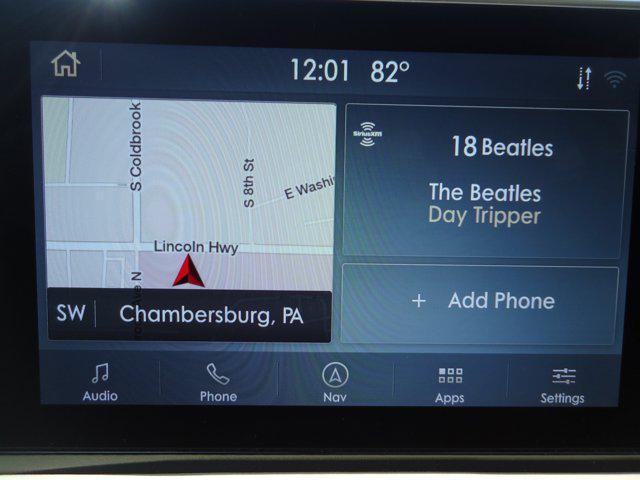 12:01 82°
S Coldbrook
S 8th St
E Washi
Lincoln Hwy
N
SW Chambersburg, PA
SiriusXM
18 Beatles
The Beatles
Day Tripper
+ Add Phone
Audio
Phone
Nav
Apps
Settings